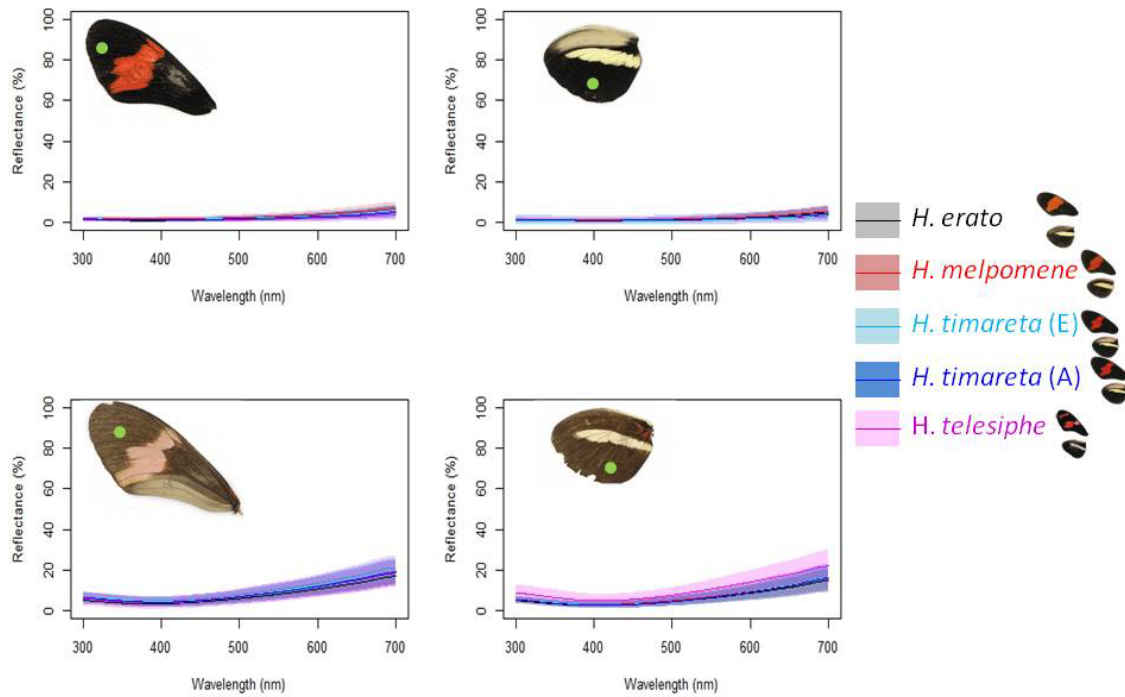 Reflectance (%)
100
80
60
40
20
0
300 400 500 600 700
Wavelength (nm)
Reflectance (%)
100
80
60
40
20
0
300 400 500 600 700
Wavelength (nm)
H. erato
H. melpomene
H. timareta (E)
H. timareta (A)
H. telesiphe
Reflectance (%)
100
80
60
40
20
0
300 400 500 600 700
Wavelength (nm)
Reflectance (%)
100
80
60
40
20
0
300 400 500 600 700
Wavelength (nm)